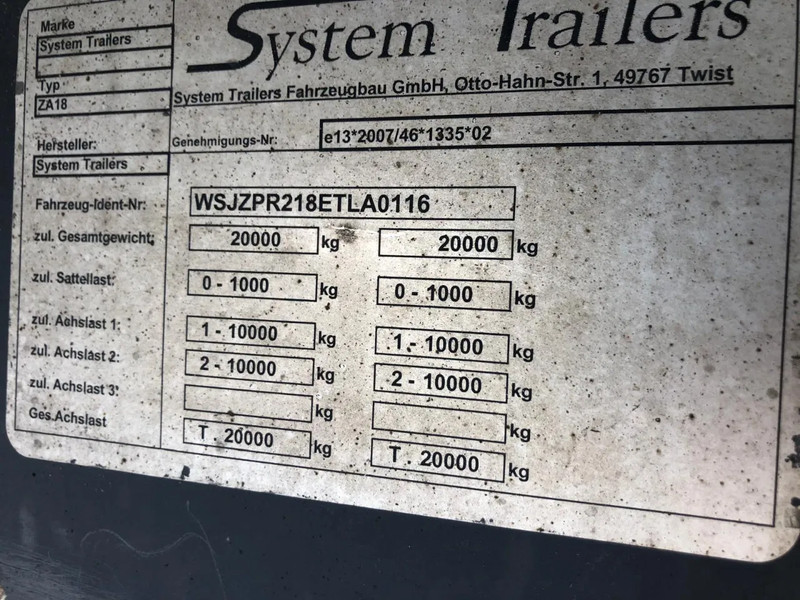 Marke
System Trailers
System Trailers
Typ
ZA18
System Trailers Fahrzeugbau GmbH, Otto-Hahn-Str. 1, 49767 Twist
Hersteller:
System Trailers
Genehmigungs-Nr: e13*2007/46*1335*02
Fahrzeug-Ident-Nr: WSJZPR218ETLA0116
zul. Gesamtgewicht: 20000 kg 20000 kg
zul. Sattellast: 0 - 1000 kg 0 - 1000 kg
zul. Achslast 1: 1 - 10000 kg 1 - 10000 kg
zul. Achslast 2: 2 - 10000 kg 2 - 10000 kg
zul. Achslast 3: kg kg
Ges.Achslast T . 20000 kg T . 20000 kg